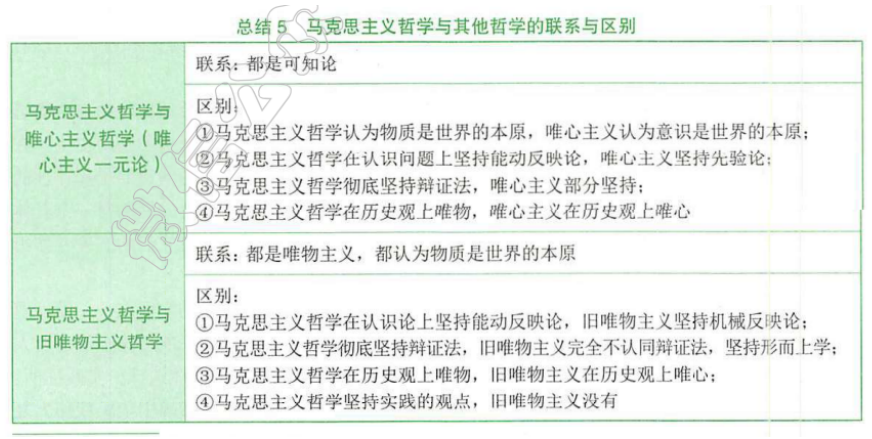 总结5 马克思主义哲学与其他哲学的联系与区别
马克思主义哲学与
唯心主义哲学（唯
心主义一元论）
联系：都是可知论
区别：
①马克思主义哲学认为物质是世界的本原，唯心主义认为意识是世界的本原；
②马克思主义哲学在认识问题上坚持能动反映论，唯心主义坚持先验论；
③马克思主义哲学彻底坚持辩证法，唯心主义部分坚持；
④马克思主义哲学在历史观上唯物，唯心主义在历史观上唯心
马克思主义哲学与
旧唯物主义哲学
联系：都是唯物主义，都认为物质是世界的本原
区别：
①马克思主义哲学在认识论上坚持能动反映论，旧唯物主义坚持机械反映论；
②马克思主义哲学彻底坚持辩证法，旧唯物主义完全不认同辩证法，坚持形而上学；
③马克思主义哲学在历史观上唯物，旧唯物主义在历史观上唯心；
④马克思主义哲学坚持实践的观点，旧唯物主义没有